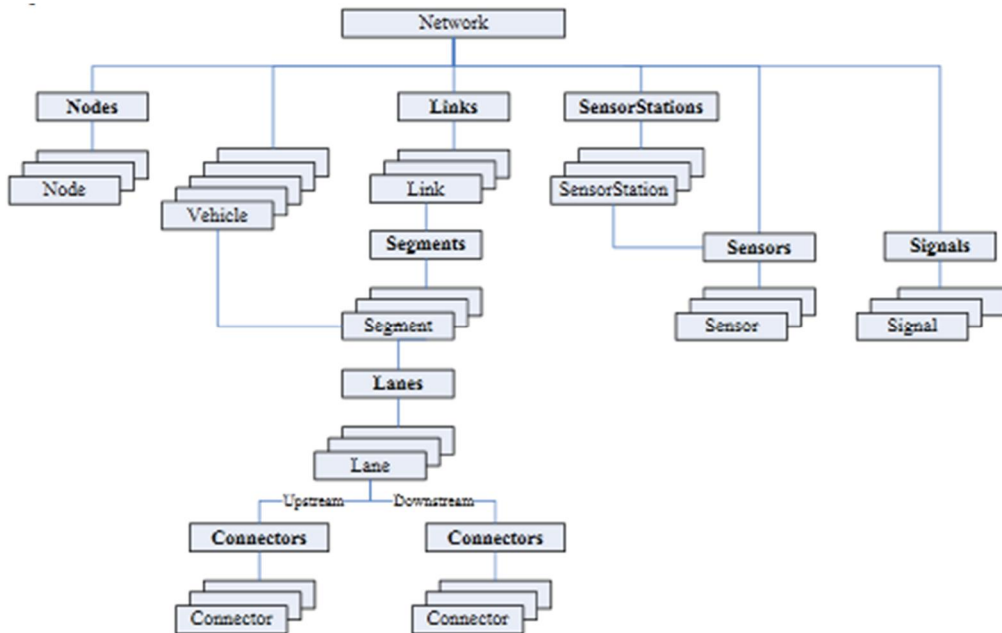 Network
Nodes
Links
SensorStations
Node
Vehicle
Link
SensorStation
Segments
Sensors
Signals
Segment
Sensor
Signal
Lanes
Lane
Upstream
Downstream
Connectors
Connectors
Connector
Connector